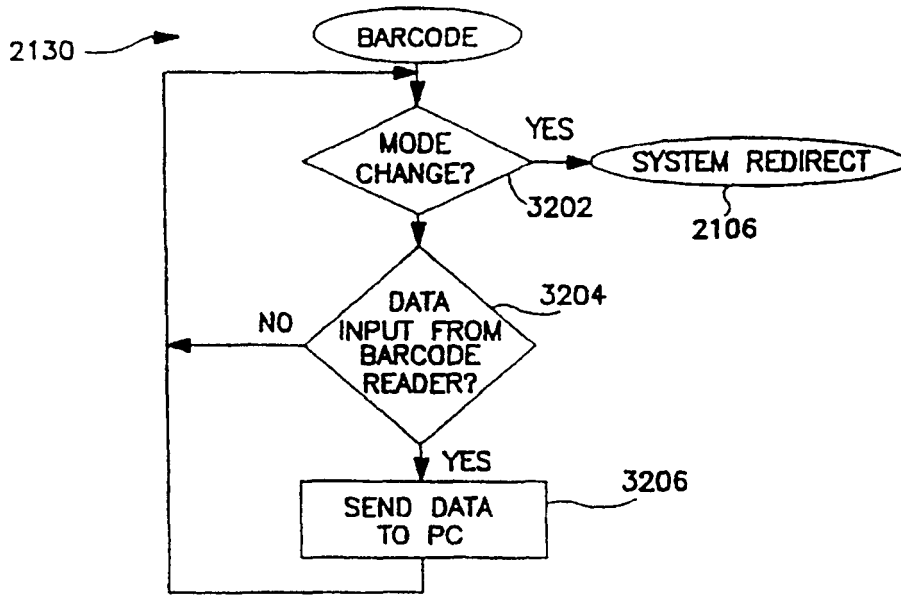 2130
BARCODE
MODE
CHANGE?
YES
SYSTEM REDIRECT
3202
2106
DATA
INPUT FROM
BARCODE
READER?
3204
NO
YES
SEND DATA
TO PC
3206